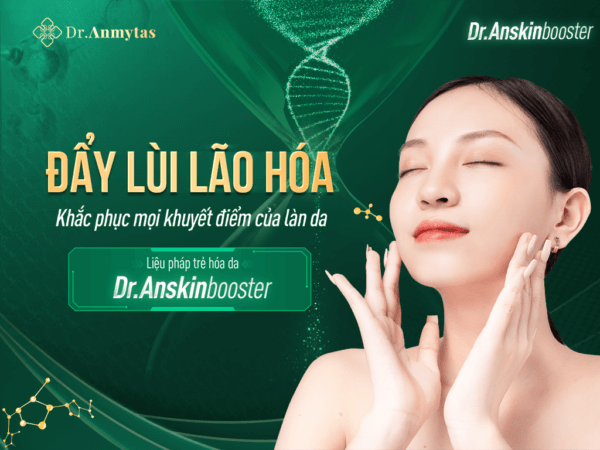 Dr.Anmytas
Dr.Anskinbooster
ĐẨY LÙI LÃO HÓA
Khắc phục mọi khuyết điểm của làn da
Liệu pháp trẻ hóa da
Dr.Anskinbooster